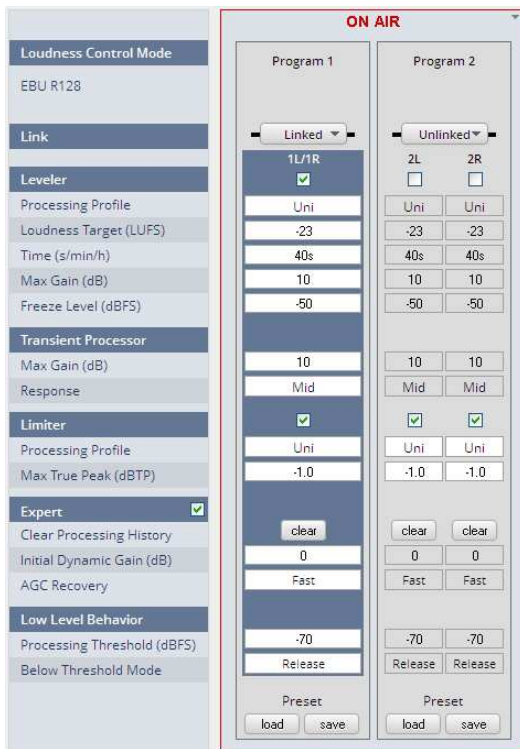 ON AIR
Loudness Control Mode Program 1 Program 2
EBU R128
Link Linked Unlinked
1L/1R 2L 2R
Leveler
Processing Profile Uni Uni Uni
Loudness Target (LUFS) -23 -23 -23
Time (s/min/h) 40s 40s 40s
Max Gain (dB) 10 10 10
Freeze Level (dBFS) -50 -50 -50
Transient Processor
Max Gain (dB) 10 10 10
Response Mid Mid Mid
Limiter
Processing Profile Uni Uni Uni
Max True Peak (dBTP) -1.0 -1.0 -1.0
Expert
Clear Processing History clear clear clear
Initial Dynamic Gain (dB) 0 0 0
AGC Recovery Fast Fast Fast
Low Level Behavior
Processing Threshold (dBFS) -70 -70 -70
Below Threshold Mode Release Release Release
Preset Preset
load save load save